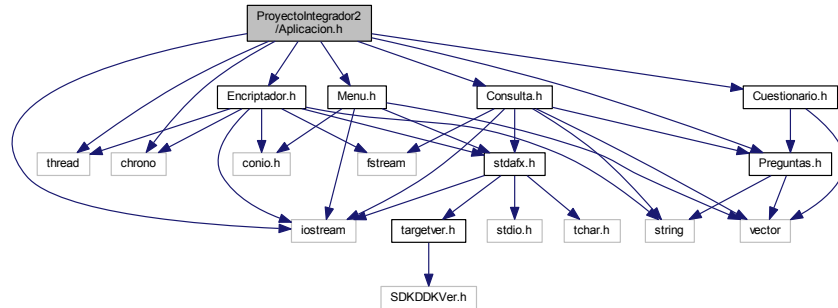 ProyectoIntegrador2
/Aplicacion.h
Encriptador.h
Menu.h
Consulta.h
Cuestionario.h
thread
chrono
conio.h
fstream
stdafx.h
Preguntas.h
iostream
targetver.h
stdio.h
tchar.h
string
vector
SDKDDKVer.h